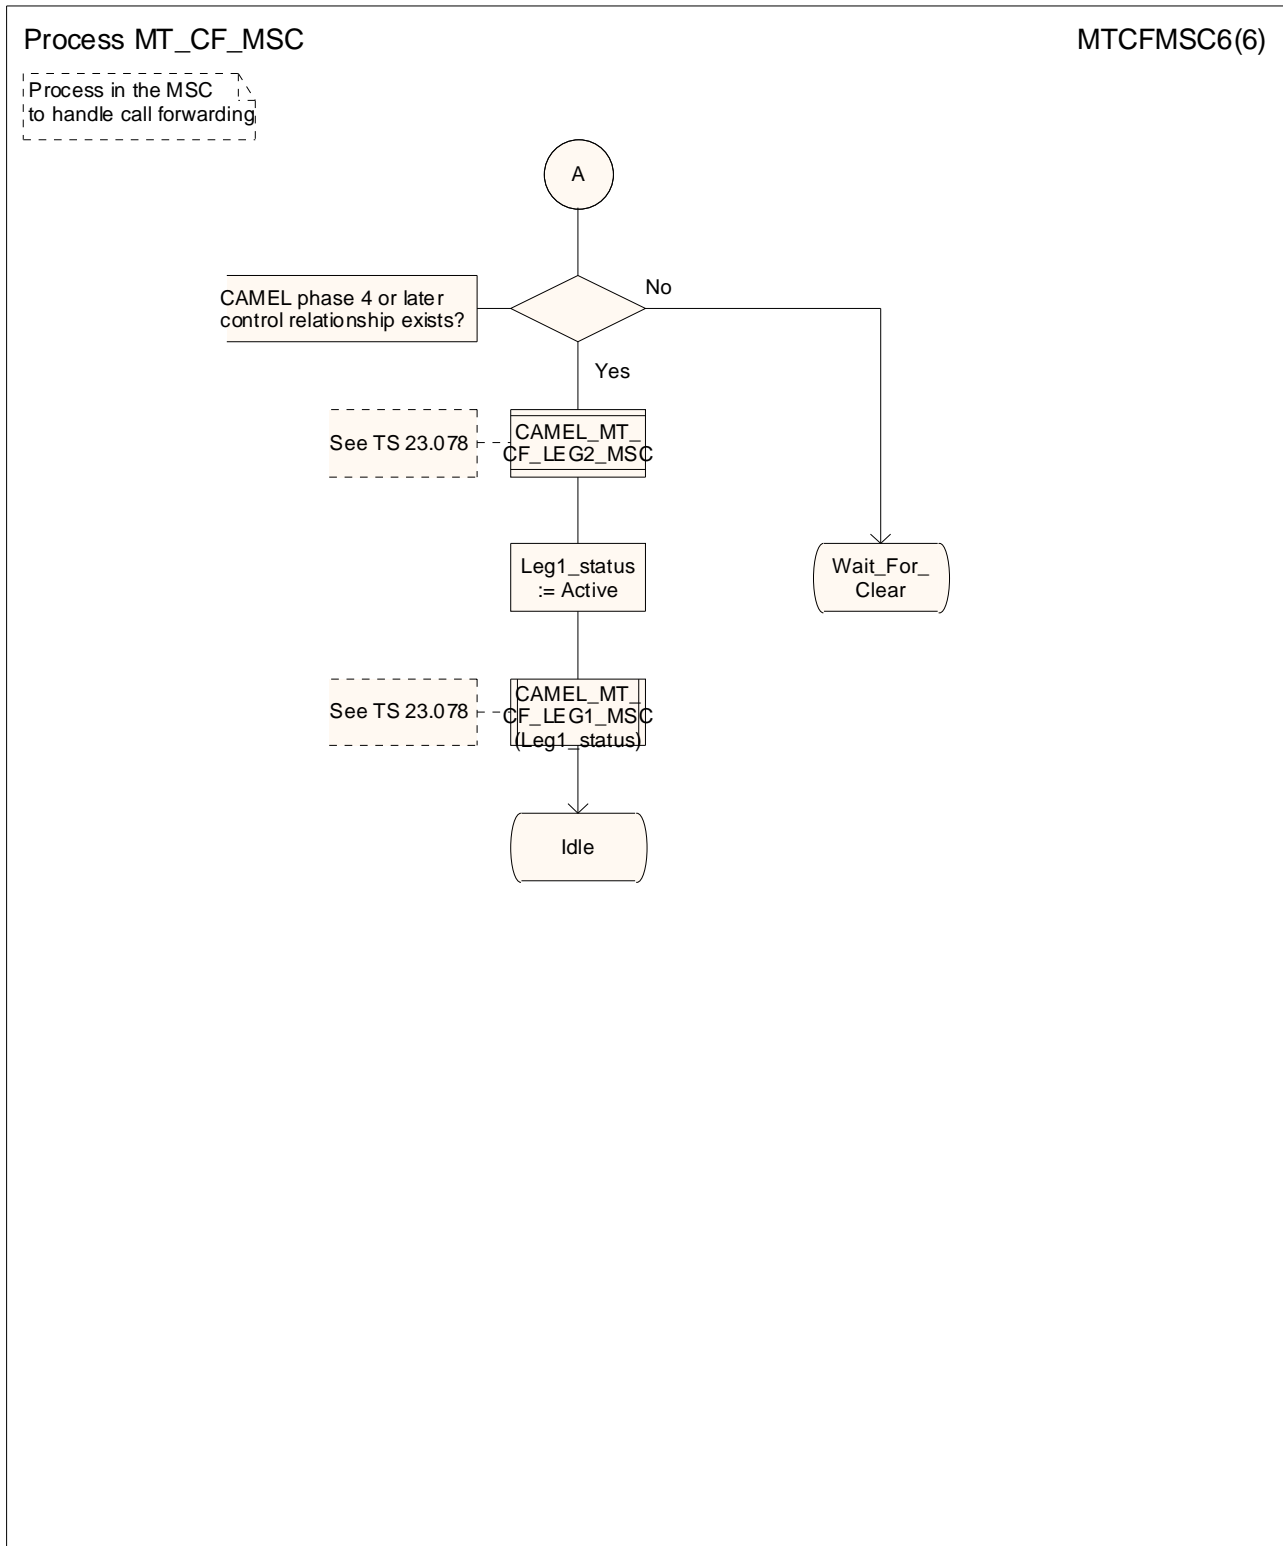 Process MT_CF_MSC
MTCFMSC6(6)
Process in the MSC
to handle call forwarding
A
CAMEL phase 4 or later
control relationship exists?
No
Yes
See TS 23.078
CAMEL_MT_
CF_LEG2_MSC
Leg1_status
:= Active
Wait_For_
Clear
See TS 23.078
CAMEL_MT_
CF_LEG1_MSC
(Leg1_status)
Idle